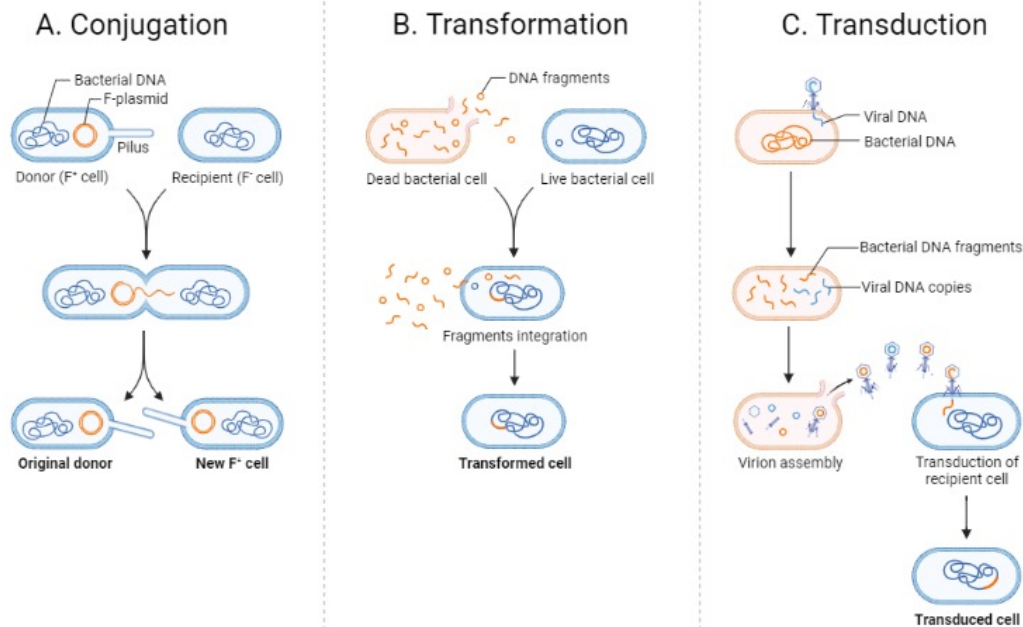 A. Conjugation
Bacterial DNA
F-plasmid
Pilus
Donor (F⁺ cell)
Recipient (F⁻ cell)
Original donor
New F⁺ cell
B. Transformation
DNA fragments
Dead bacterial cell
Live bacterial cell
Fragments integration
Transformed cell
C. Transduction
Viral DNA
Bacterial DNA
Bacterial DNA fragments
Viral DNA copies
Virion assembly
Transduction of
recipient cell
Transduced cell